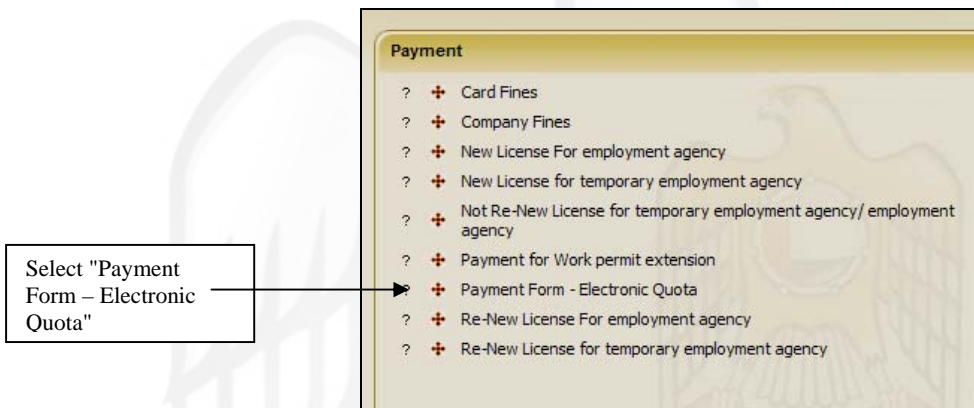 Payment
? Card Fines
? Company Fines
? New License For employment agency
? New License for temporary employment agency
? Not Re-New License for temporary employment agency/ employment
agency
? Payment for Work permit extension
Select "Payment
Form – Electronic
Quota"
? Payment Form - Electronic Quota
? Re-New License For employment agency
? Re-New License for temporary employment agency